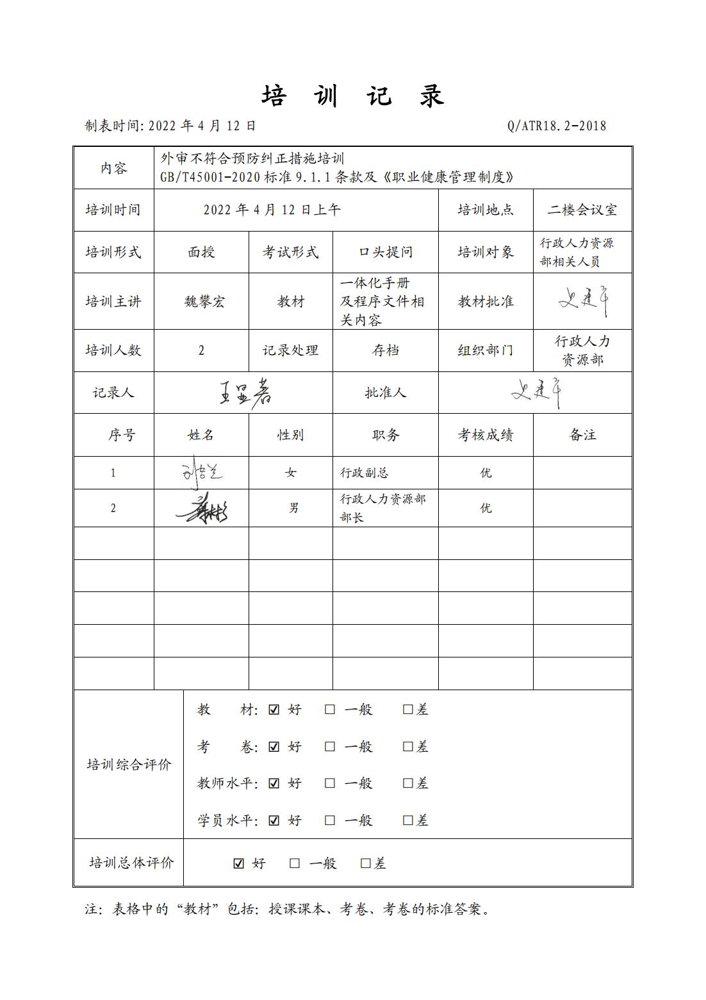 培 训 记 录
制表时间: 2022 年 4 月 12 日 Q/ATR18.2-2018
内容 外审不符合预防纠正措施培训
GB/T45001-2020 标准 9.1.1 条款及《职业健康管理制度》
培训时间 2022 年 4 月 12 日上午 培训地点 二楼会议室
培训形式 面授 考试形式 口头提问 培训对象 行政人力资源
部相关人员
培训主讲 魏攀宏 教材 一体化手册
及程序文件相
关内容 教材批准
培训人数 2 记录处理 存档 组织部门 行政人力
资源部
记录人 王显著 批准人
序号 姓名 性别 职务 考核成绩 备注
1 女 行政副总 优
2 男 行政人力资源部
部长 优
培训综合评价
教 材: ☑ 好 □ 一般 □差
考 卷: ☑ 好 □ 一般 □差
教师水平: ☑ 好 □ 一般 □差
学员水平: ☑ 好 □ 一般 □差
培训总体评价 ☑ 好 □ 一般 □差
注: 表格中的“教材”包括: 授课课本、考卷、考卷的标准答案。